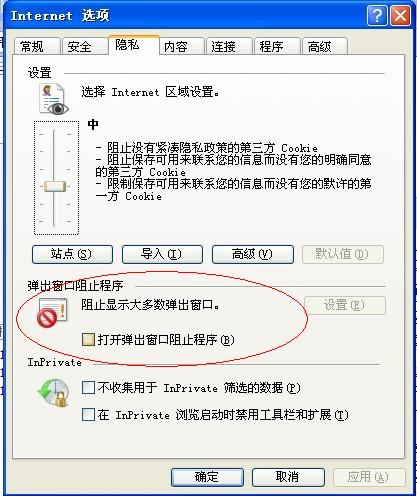 Internet 选项
常规 安全 隐私 内容 连接 程序 高级
设置
选择 Internet 区域设置。
中
- 阻止没有紧凑隐私政策的第三方 Cookie
- 阻止保存可用来联系您的信息而没有您的明确同意
的第三方 Cookie
- 限制保存可用来联系您的信息而没有您的默许的第
一方 Cookie
站点(S) 导入(I) 高级(V) 默认值(D)
弹出窗口阻止程序
阻止显示大多数弹出窗口。 设置(E)
打开弹出窗口阻止程序(B)
InPrivate
不收集用于 InPrivate 筛选的数据(P)
在 InPrivate 浏览启动时禁用工具栏和扩展(T)
确定 取消 应用(A)